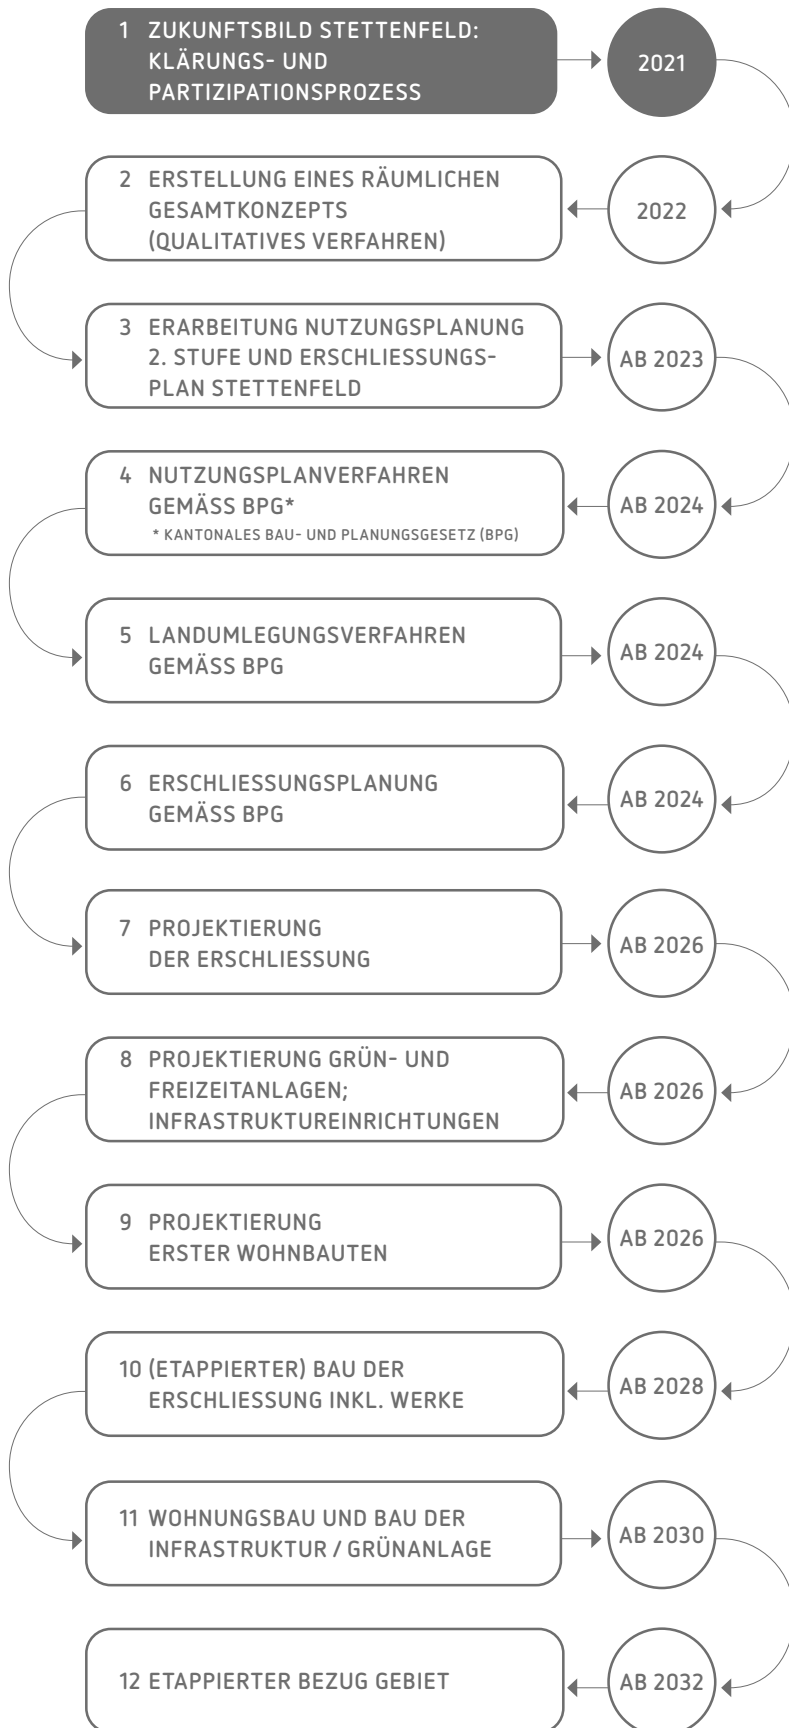 1 ZUKUNFTSBILD STETTENFELD:
KLÄRUNGS- UND
PARTIZIPATIONSPROZESS
2021
2 ERSTELLUNG EINES RÄUMLICHEN
GESAMTKONZEPTS
(QUALITATIVES VERFAHREN)
2022
3 ERARBEITUNG NUTZUNGSPLANUNG
2. STUFE UND ERSCHLIESSUNGS-
PLAN STETTENFELD
AB 2023
4 NUTZUNGSPLANVERFAHREN
GEMÄSS BPG*
* KANTONALES BAU- UND PLANUNGSGESETZ (BPG)
AB 2024
5 LANDUMLEGUNGSVERFAHREN
GEMÄSS BPG
AB 2024
6 ERSCHLIESSUNGSPLANUNG
GEMÄSS BPG
AB 2024
7 PROJEKTIERUNG
DER ERSCHLIESSUNG
AB 2026
8 PROJEKTIERUNG GRÜN- UND
FREIZEITANLAGEN;
INFRASTRUKTUREINRICHTUNGEN
AB 2026
9 PROJEKTIERUNG
ERSTER WOHNBAUTEN
AB 2026
10 (ETAPPIERTER) BAU DER
ERSCHLIESSUNG INKL. WERKE
AB 2028
11 WOHNUNGSBAU UND BAU DER
INFRASTRUKTUR / GRÜNANLAGE
AB 2030
12 ETAPPIERTER BEZUG GEBIET
AB 2032